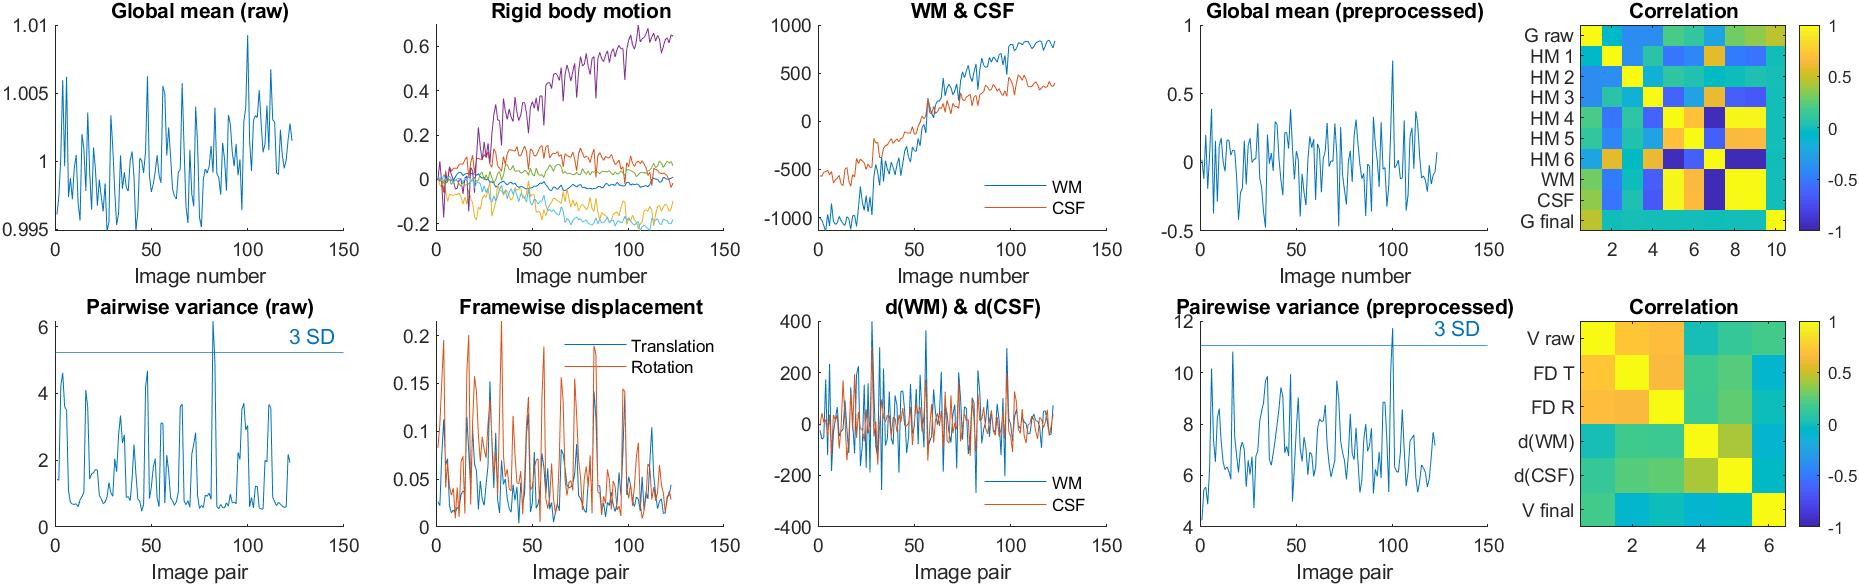 Global mean (raw)
1.01
1.005
1
0.995
0 50 100 150
Image number
Rigid body motion
0.6
0.4
0.2
0
-0.2
0 50 100 150
Image number
WM & CSF
1000
500
0
-500
-1000
WM
CSF
0 50 100 150
Image number
Global mean (preprocessed)
1
0.5
0
-0.5
0 50 100 150
Image number
Correlation
G raw
HM 1
HM 2
HM 3
HM 4
HM 5
HM 6
WM
CSF
G final
2 4 6 8 10
1
0.5
0
-0.5
-1
Pairwise variance (raw)
6
4
2
0
3 SD
0 50 100 150
Image pair
Framewise displacement
0.2
0.15
0.1
0.05
0
Translation
Rotation
0 50 100 150
Image pair
d(WM) & d(CSF)
400
200
0
-200
-400
WM
CSF
0 50 100 150
Image pair
Pairewise variance (preprocessed)
12
10
8
6
4
3 SD
0 50 100 150
Image pair
Correlation
V raw
FD T
FD R
d(WM)
d(CSF)
V final
2 4 6
1
0.5
0
-0.5
-1